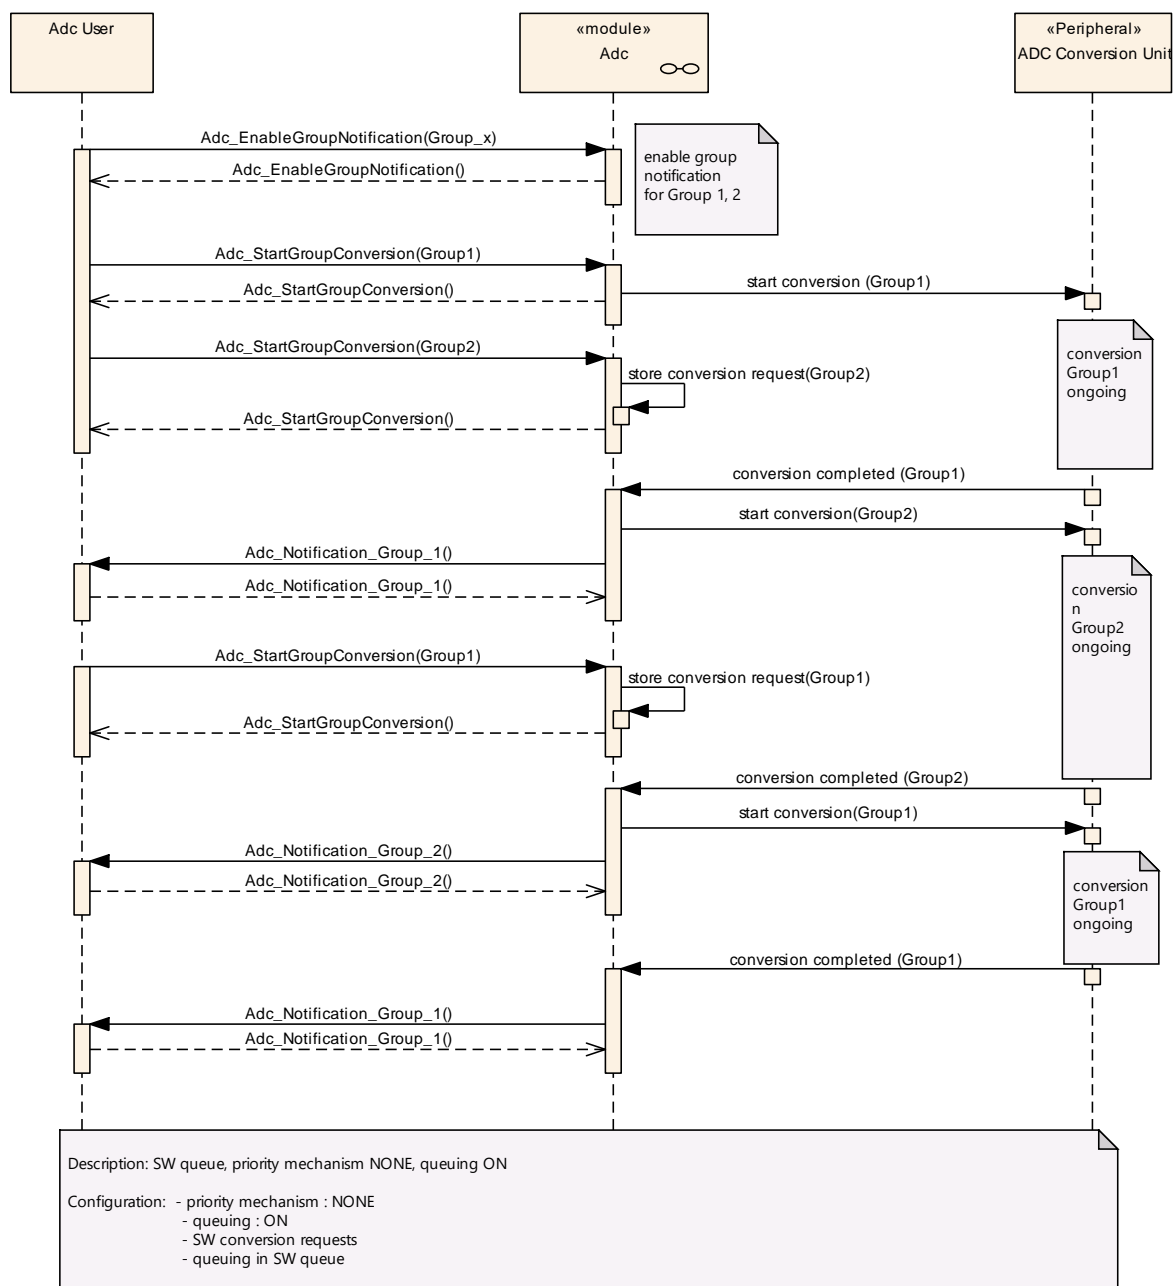 Adc User
«module»
Adc
«Peripheral»
ADC Conversion Unit
Adc_EnableGroupNotification(Group_x)
Adc_EnableGroupNotification()
enable group
notification
for Group 1, 2
Adc_StartGroupConversion(Group1)
start conversion (Group1)
Adc_StartGroupConversion()
Adc_StartGroupConversion(Group2)
store conversion request(Group2)
conversion
Group1
ongoing
Adc_StartGroupConversion()
conversion completed (Group1)
start conversion(Group2)
Adc_Notification_Group_1()
Adc_Notification_Group_1()
conversio
n
Group2
ongoing
Adc_StartGroupConversion(Group1)
store conversion request(Group1)
Adc_StartGroupConversion()
conversion completed (Group2)
start conversion(Group1)
Adc_Notification_Group_2()
Adc_Notification_Group_2()
conversion
Group1
ongoing
conversion completed (Group1)
Adc_Notification_Group_1()
Adc_Notification_Group_1()
Description: SW queue, priority mechanism NONE, queuing ON
Configuration: - priority mechanism : NONE
- queuing : ON
- SW conversion requests
- queuing in SW queue